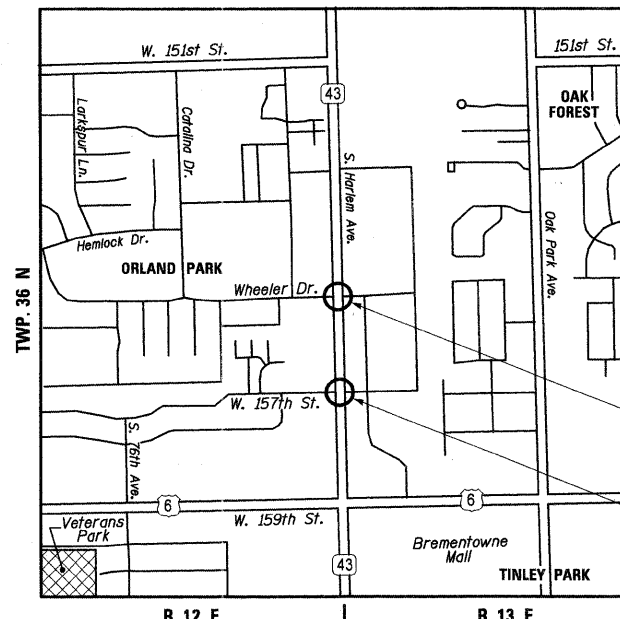 W. 151st St.
151st St.
43
OAK
FOREST
Larkspur Ln.
Catalina Dr.
S. Harlem Ave.
Oak Park Ave.
Hemlock Dr.
ORLAND PARK
Wheeler Dr.
TWP. 36 N
W. 157th St.
S. 76th Ave.
6
6
W. 159th St.
Veterans
Park
Brementowne
Mall
43
TINLEY PARK
R 12 E
R 13 E